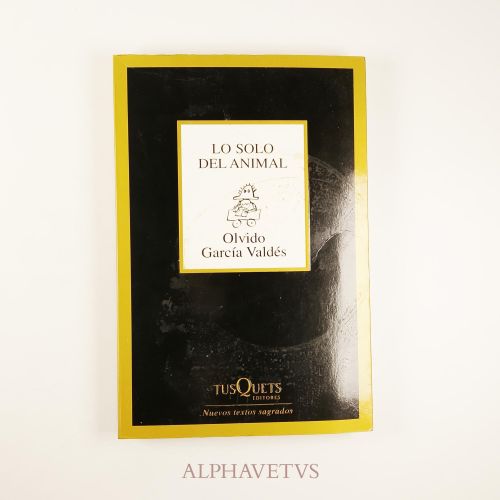 LO SOLO
DEL ANIMAL
Olvido
García Valdés
TUSQUETS
EDITORES
Nuevos textos sagrados
ALPHAVETVS